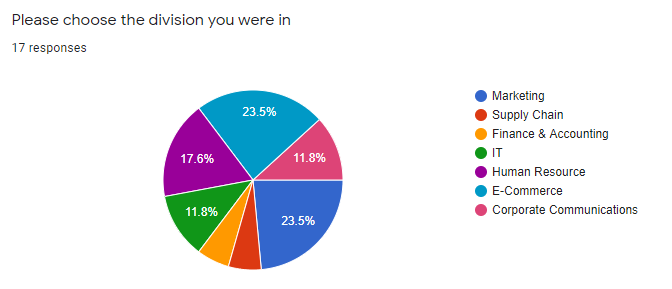 Please choose the division you were in
17 responses
23.5%
11.8%
17.6%
11.8%
23.5%
Marketing
Supply Chain
Finance & Accounting
IT
Human Resource
E-Commerce
Corporate Communications